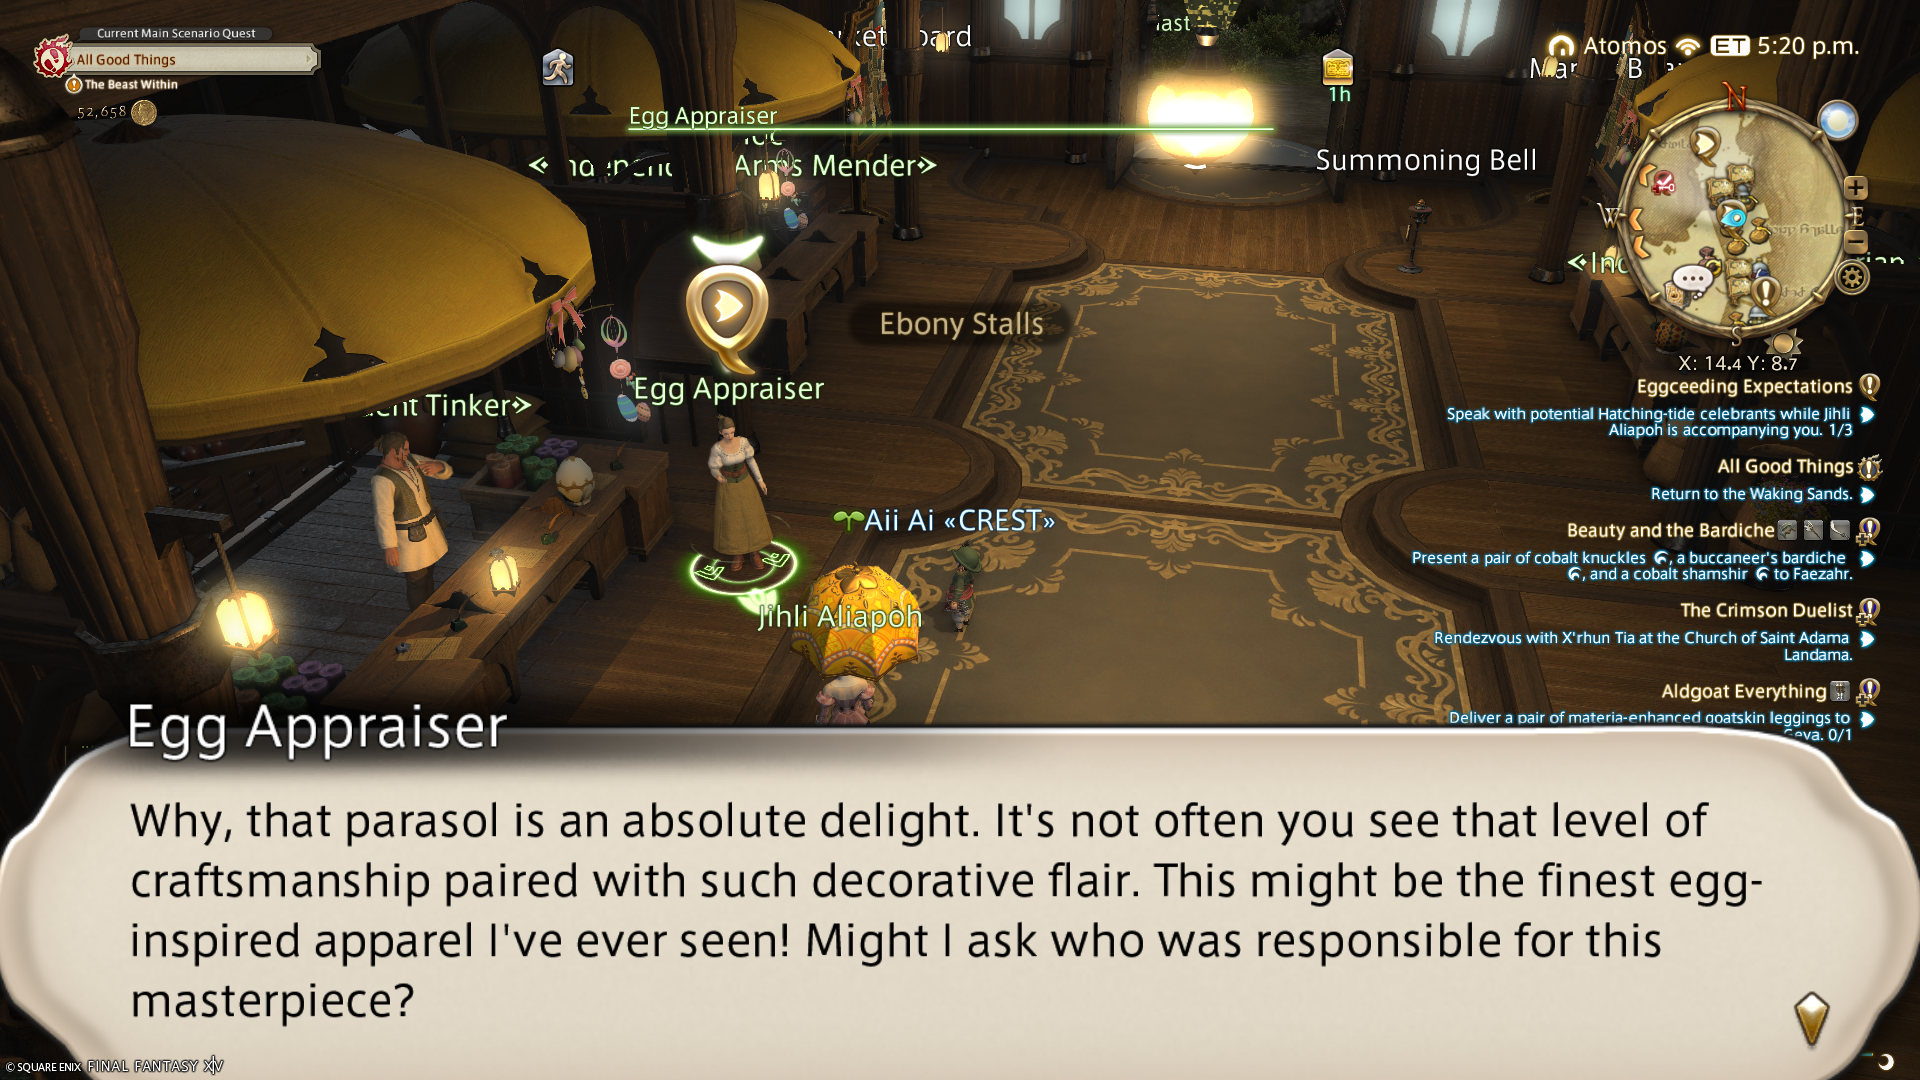 Current Main Scenario Quest
All Good Things
The Beast Within
52,658
1h
Atomos
ET 5:20 p.m.
Egg Appraiser
Arms Mender
Summoning Bell
N
W
E
S
X: 14.4 Y: 8.7
Ebony Stalls
Egg Appraiser
Tinker
Aii Ai «CREST»
Jihli Aliapoh
Eggceeding Expectations
Speak with potential Hatching-tide celebrants while Jihli
Aliapoh is accompanying you. 1/3
All Good Things
Return to the Waking Sands.
Beauty and the Bardiche
Present a pair of cobalt knuckles , a buccaneer's bardiche
, and a cobalt shamshir to Faezahr.
The Crimson Duelist
Rendezvous with X'rhun Tia at the Church of Saint Adama
Landama.
Aldgoat Everything
Deliver a pair of materia-enhanced goatskin leggings to
Geva. 0/1
Egg Appraiser
Why, that parasol is an absolute delight. It's not often you see that level of
craftsmanship paired with such decorative flair. This might be the finest egg-
inspired apparel I've ever seen! Might I ask who was responsible for this
masterpiece?
© SQUARE ENIX FINAL FANTASY XIV